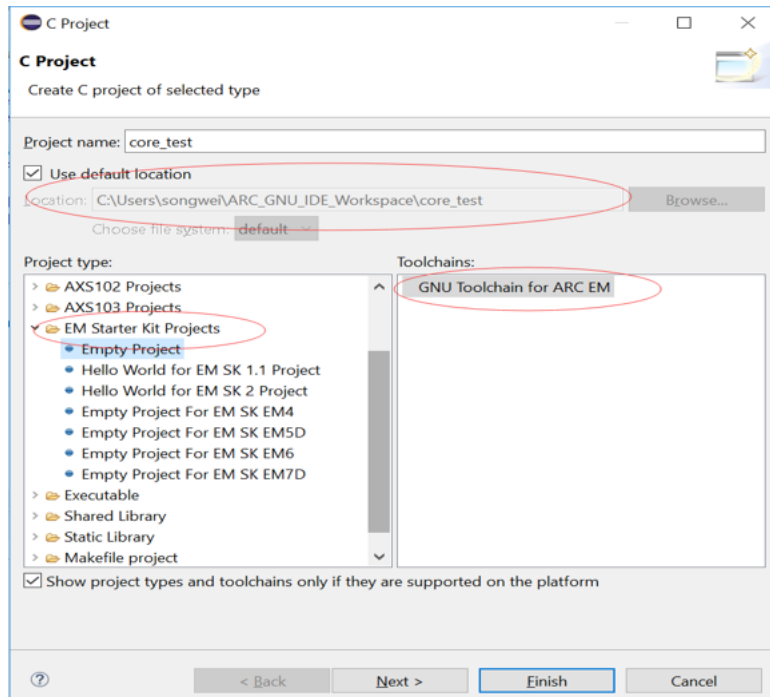 C Project
C Project
Create C project of selected type
Project name: core_test
Use default location
Location: C:\Users\songwei\ARC_GNU_IDE_Workspace\core_test Browse...
Choose file system: default
Project type: Toolchains:
AXS102 Projects GNU Toolchain for ARC EM
AXS103 Projects
EM Starter Kit Projects
Empty Project
Hello World for EM SK 1.1 Project
Hello World for EM SK 2 Project
Empty Project For EM SK EM4
Empty Project For EM SK EM5D
Empty Project For EM SK EM6
Empty Project For EM SK EM7D
Executable
Shared Library
Static Library
Makefile project
Show project types and toolchains only if they are supported on the platform
? < Back Next > Finish Cancel